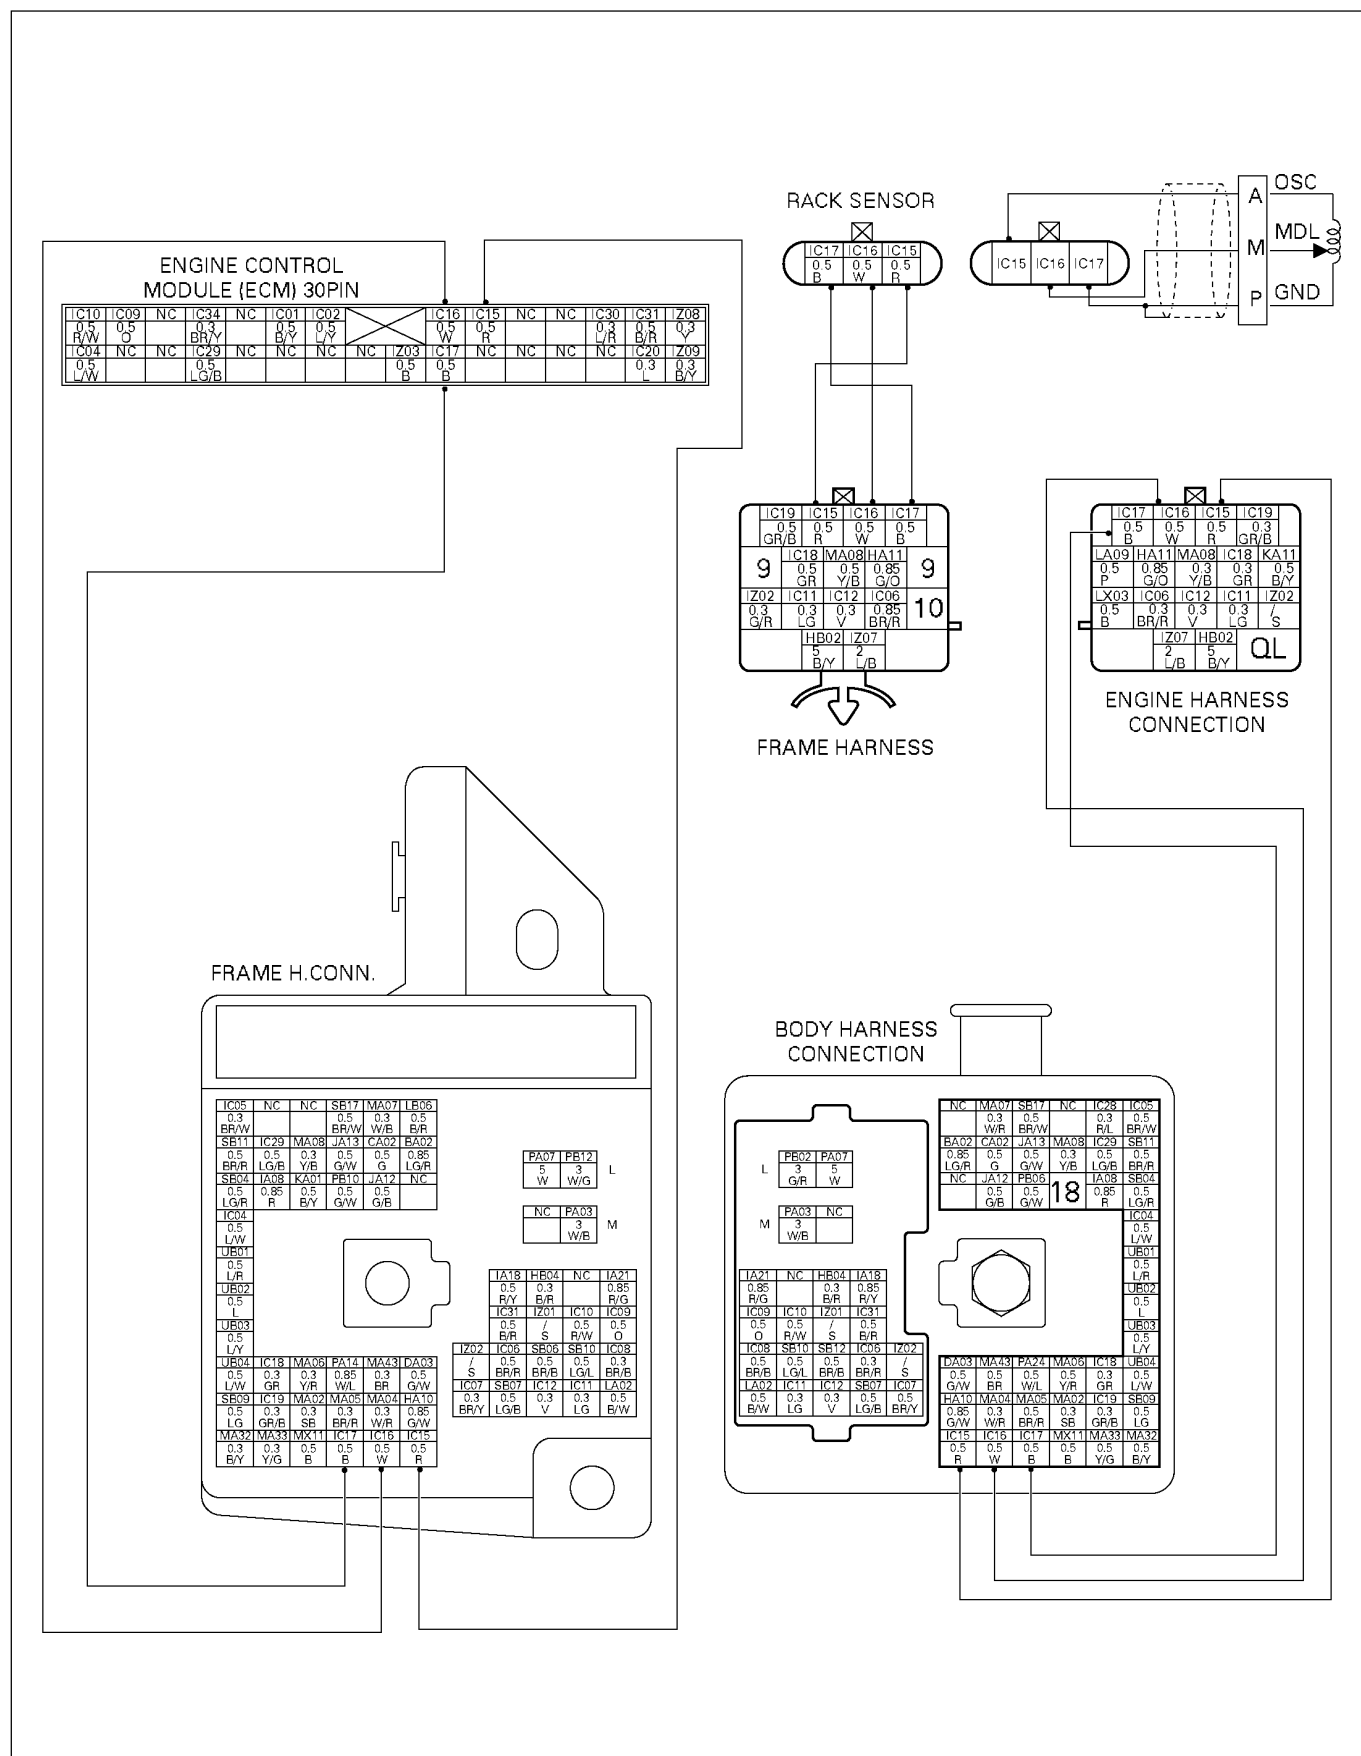 RACK SENSOR
IC17 IC16 IC15
0.5 0.5 0.5
B W R
IC15 IC16 IC17
A OSC
M MDL
P GND
ENGINE CONTROL
MODULE (ECM) 30PIN
IC10 IC09 NC IC34 NC IC01 IC02 IC16 IC15 NC NC IC30 IC31 IZ08
0.5 0.5 0.3 0.5 0.5 0.5 0.5 0.3 0.5 0.3
R/W O BR/Y B/Y L/Y W R L/R B/R Y
IC04 NC NC IC29 NC NC NC NC IZ03 IC17 NC NC NC NC IC20 IZ09
0.5 0.5 0.5 0.5 0.3 0.3
L/W LG/B B B L B/Y
IC19 IC15 IC16 IC17
0.5 0.5 0.5 0.5
GR/B R W B
9 IC18 MA08 HA11 9
0.5 0.5 0.85
GR Y/B G/O
IZ02 IC11 IC12 IC06 10
0.3 0.3 0.3 0.85
G/R LG V BR/R
HB02 IZ07
5 2
B/Y L/B
FRAME HARNESS
IC17 IC16 IC15 IC19
0.5 0.5 0.5 0.3
B W R GR/B
LA09 HA11 MA08 IC18 KA11
0.5 0.85 0.3 0.3 0.5
P G/O Y/B GR B/Y
LX03 IC06 IC12 IC11 IZ02
0.5 0.3 0.3 0.3 /
B BR/R V LG S
IZ07 HB02 QL
2 5
L/B B/Y
ENGINE HARNESS
CONNECTION
FRAME H.CONN.
IC05 NC NC SB17 MA07 LB06
0.3 0.5 0.3 0.5
BR/W BR/W W/B B/R
SB11 IC29 MA08 JA13 CA02 BA02
0.5 0.5 0.3 0.5 0.5 0.85
BR/R LG/B Y/B G/W G LG/R
SB04 IA08 KA01 PB10 JA12 NC
0.5 0.85 0.5 0.5 0.5
LG/R R B/Y G/W G/B
IC04
0.5
L/W
UB01
0.5
L/R
UB02
0.5
L
UB03
0.5
L/Y
UB04 IC18 MA06 PA14 MA43 DA03
0.5 0.3 0.3 0.85 0.3 0.5
L/W GR Y/R W/L BR G/W
SB09 IC19 MA02 MA05 MA04 HA10
0.5 0.3 0.3 0.3 0.3 0.85
LG GR/B SB BR/R W/R G/W
MA32 MA33 MX11 IC17 IC16 IC15
0.3 0.3 0.5 0.5 0.5 0.5
B/Y Y/G B B W R
PA07 PB12 L
5 3
W W/G
NC PA03 M
3
W/B
IA18 HB04 NC IA21
0.5 0.3 0.85
R/Y B/R R/G
IC31 IZ01 IC10 IC09
0.5 / 0.5 0.5
B/R S R/W O
IZ02 IC06 SB06 SB10 IC08
/ 0.5 0.5 0.5 0.3
S BR/R BR/B LG/L BR/B
IC07 SB07 IC12 IC11 LA02
0.3 0.5 0.3 0.3 0.5
BR/Y LG/B V LG B/W
BODY HARNESS
CONNECTION
L PB02 PA07
3 5
G/R W
M PA03 NC
3
W/B
IA21 NC HB04 IA18
0.85 0.3 0.85
R/G B/R R/Y
IC09 IC10 IZ01 IC31
0.5 0.5 / 0.5
O R/W S B/R
IC08 SB10 SB12 IC06 IZ02
0.5 0.5 0.5 0.3 /
BR/B LG/L BR/B BR/R S
LA02 IC11 IC12 SB07 IC07
0.5 0.3 0.3 0.5 0.5
B/W LG V LG/B BR/Y
NC MA07 SB17 NC IC28 IC05
0.3 0.5 0.3 0.5
W/R BR/W R/L BR/W
BA02 CA02 JA13 MA08 IC29 SB11
0.85 0.5 0.5 0.3 0.5 0.5
LG/R G G/W Y/B LG/B BR/R
NC JA12 PB06 18 IA08 SB04
0.5 0.5 0.85 0.5
G/B G/W R LG/R
IC04
0.5
L/W
UB01
0.5
L/R
UB02
0.5
L
UB03
0.5
L/Y
DA03 MA43 PA24 MA06 IC18 UB04
0.5 0.5 0.5 0.5 0.3 0.5
G/W BR W/L Y/R GR L/W
HA10 MA04 MA05 MA02 IC19 SB09
0.85 0.3 0.5 0.3 0.3 0.5
G/W W/R BR/R SB GR/B LG
IC15 IC16 IC17 MX11 MA33 MA32
0.5 0.5 0.5 0.5 0.5 0.5
R W B B Y/G B/Y